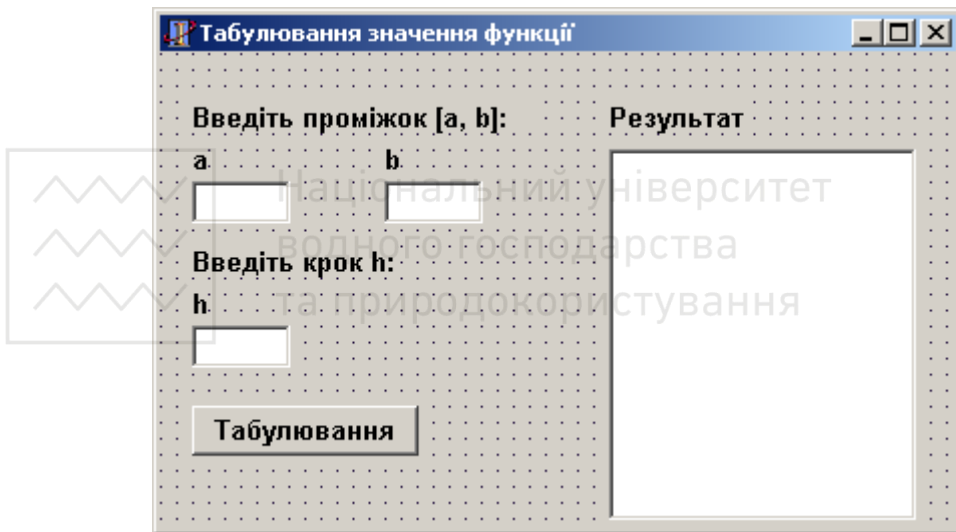 Табулювання значення функції
Введіть проміжок [a, b]:
Результат
a
b
Національний університет
водного господарства
та природокористування
Введіть крок h:
h
Табулювання